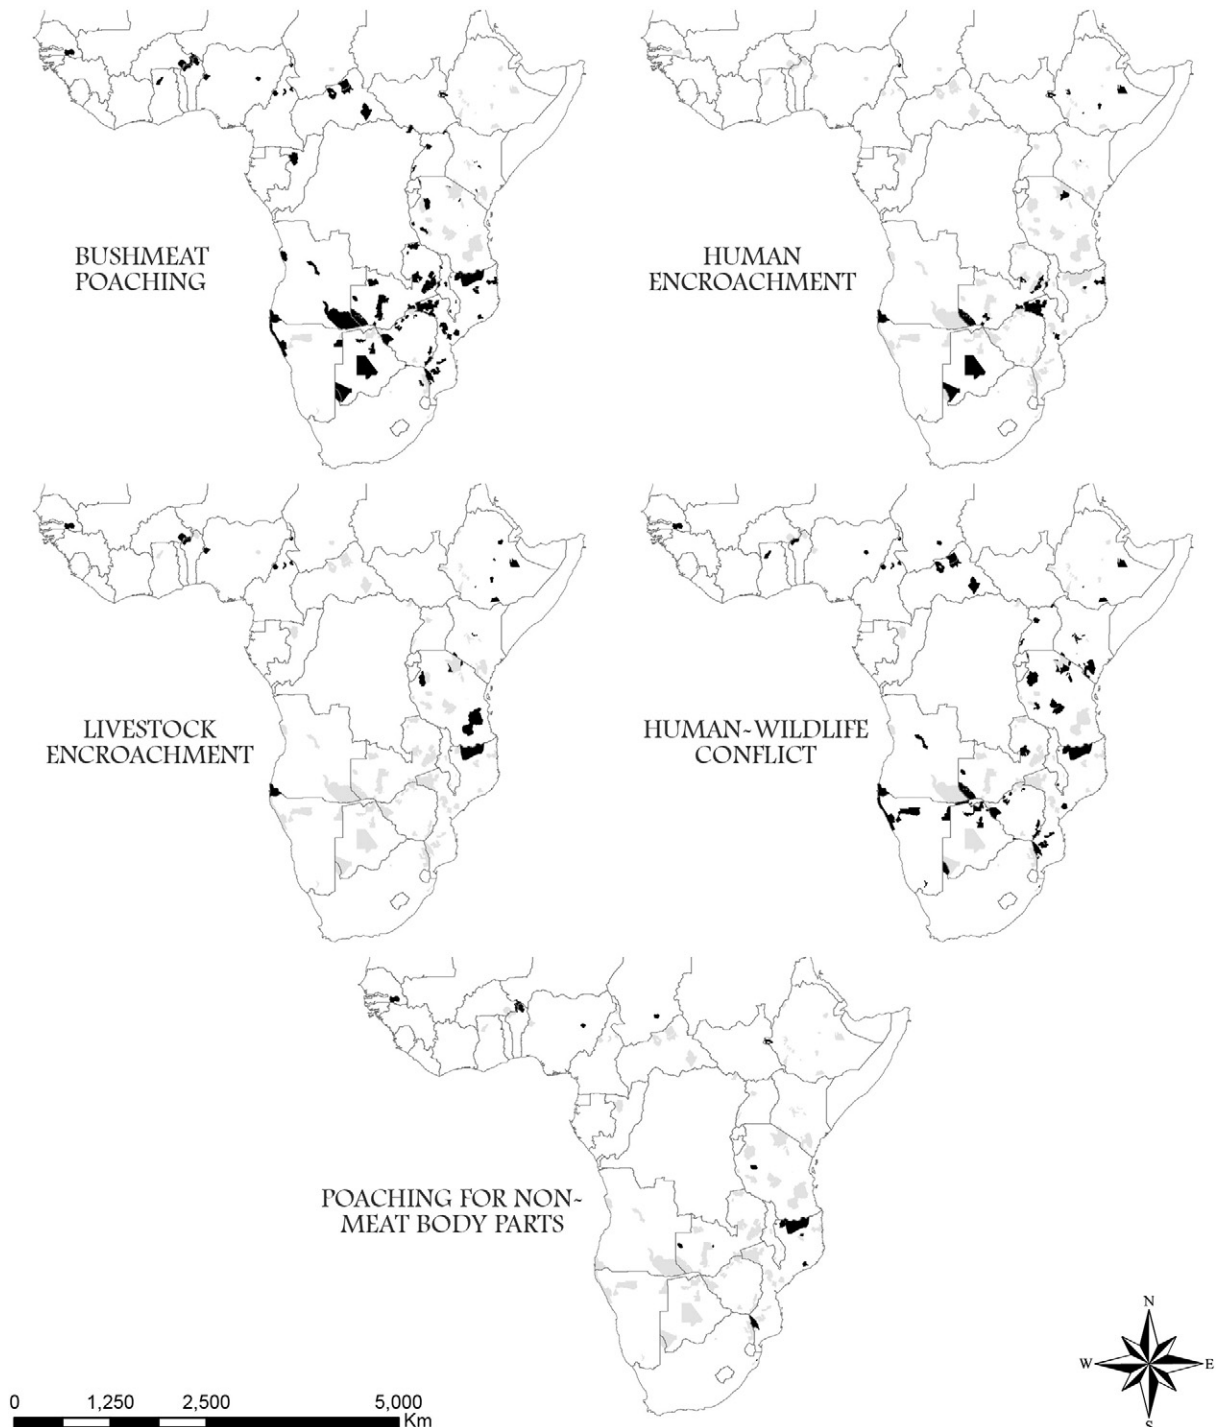 BUSHMEAT
POACHING
HUMAN
ENCROACHMENT
LIVESTOCK
ENCROACHMENT
HUMAN-WILDLIFE
CONFLICT
POACHING FOR NON-
MEAT BODY PARTS
N
W E
S
0 1,250 2,500 5,000
Km